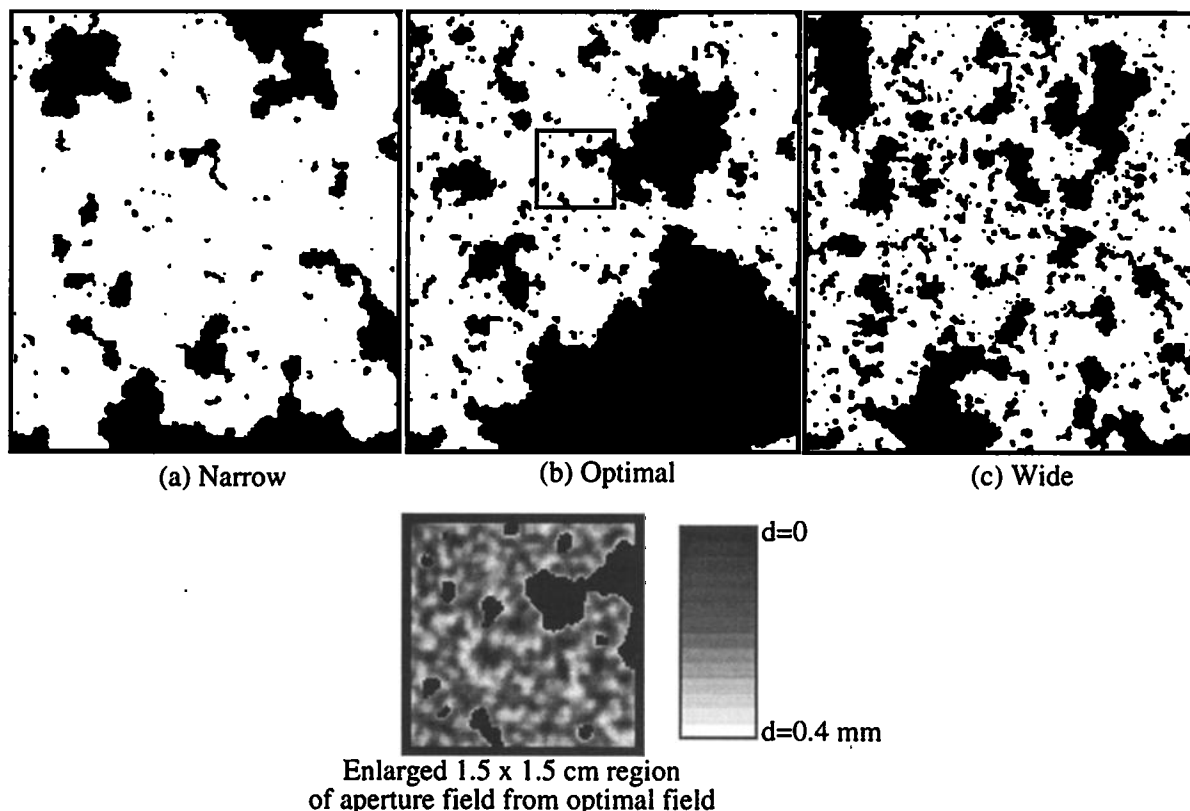 (a) Narrow
(b) Optimal
(c) Wide
d=0
d=0.4 mm
Enlarged 1.5 x 1.5 cm region
of aperture field from optimal field